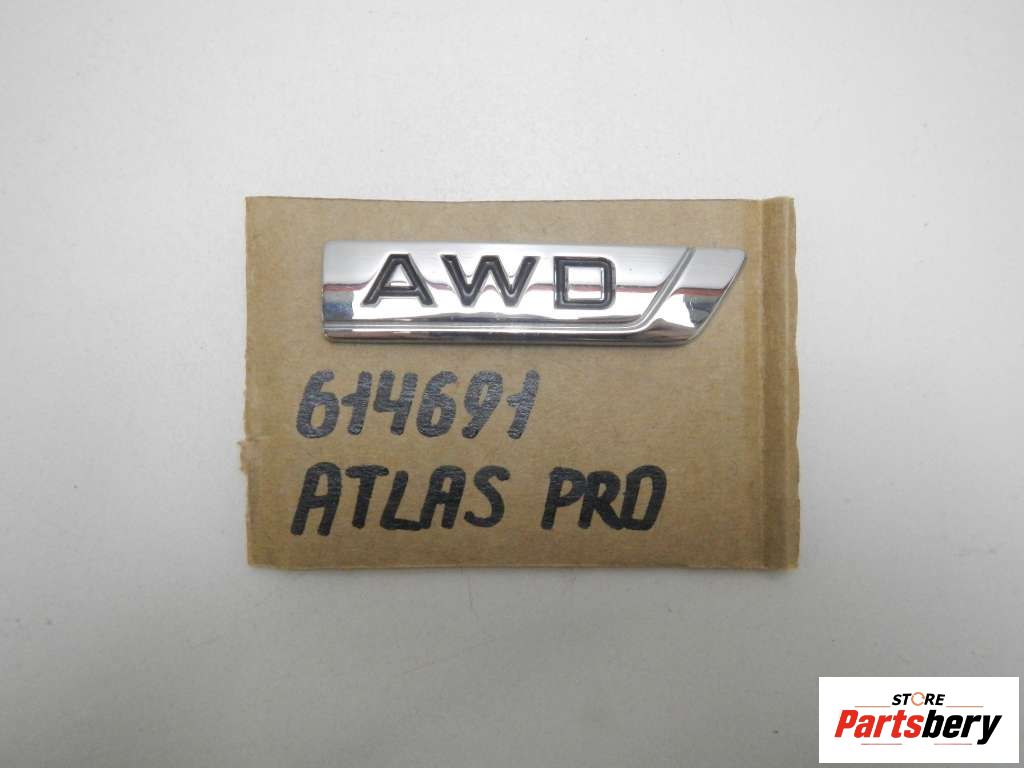 AWD
614691
ATLAS PRO
STORE
Partsbery